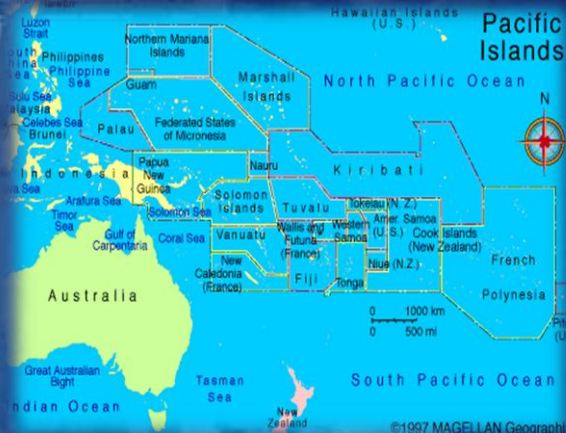 Luzon
Strait
Hawaiian Islands
(U.S.)
Pacific
Islands
Northern Mariana
Islands
Philippines
Philippine
Sea
Marshall
Islands
North Pacific Ocean
Guam
Sulu Sea
Celebes Sea
Brunei
Palau
Federated States
of Micronesia
N
Indonesia
Papua
New
Guinea
Nauru
Kiribati
Arafura Sea
Timor
Sea
Solomon Sea
Solomon
Islands
Tuvalu
Tokelau (N.Z.)
Gulf of
Carpentaria
Coral Sea
Vanuatu
Wallis and
Futuna
(France)
Western
Samoa
Amer. Samoa
(U.S.)
Cook Islands
(New Zealand)
New
Caledonia
(France)
Fiji
Tonga
Niue (N.Z.)
French
Polynesia
Australia
0 1000 km
0 500 mi
Great Australian
Bight
Tasman
Sea
South Pacific Ocean
ndian Ocean
New
Zealand
©1997 MAGELLAN Geographi